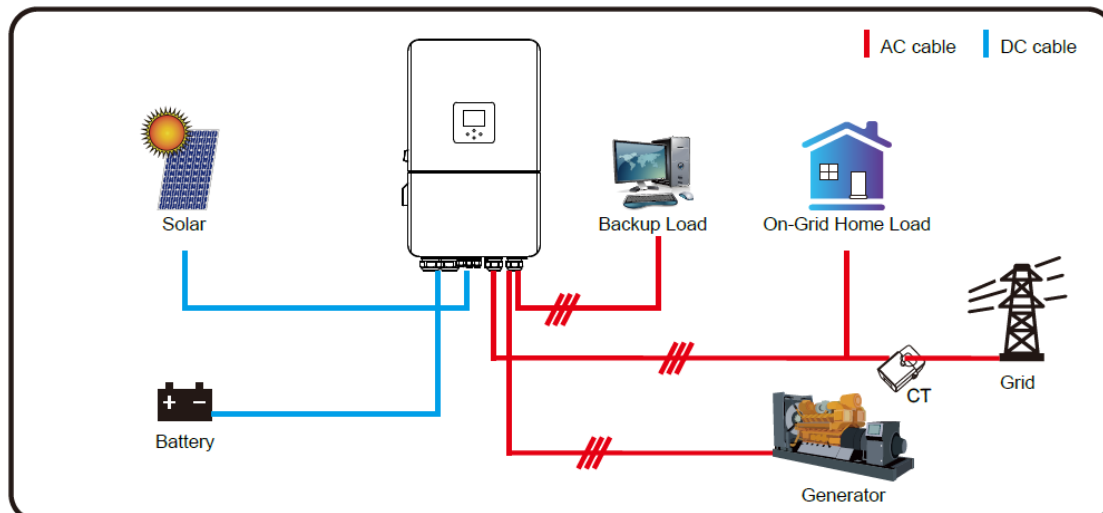 AC cable
DC cable
Solar
Backup Load
On-Grid Home Load
CT
Grid
Battery
Generator